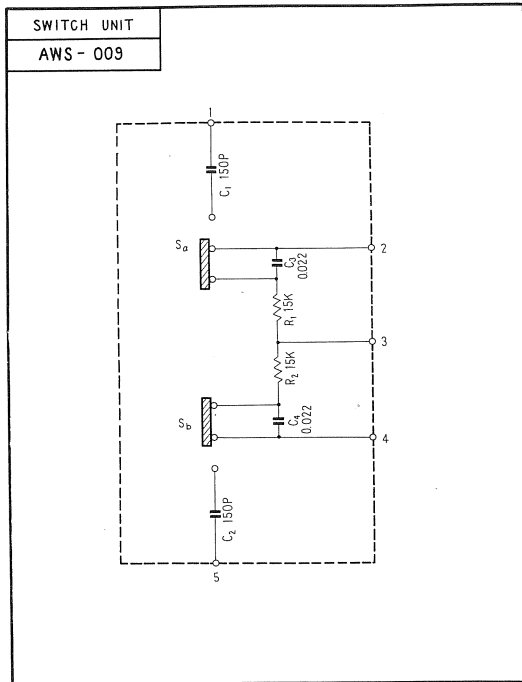 SWITCH UNIT
AWS - 009
1
C₁ 150P
Sa
2
C₃
0.022
R₁ 15K
3
R₂ 15K
Sb
C₄
0.022
4
C₂ 150P
5